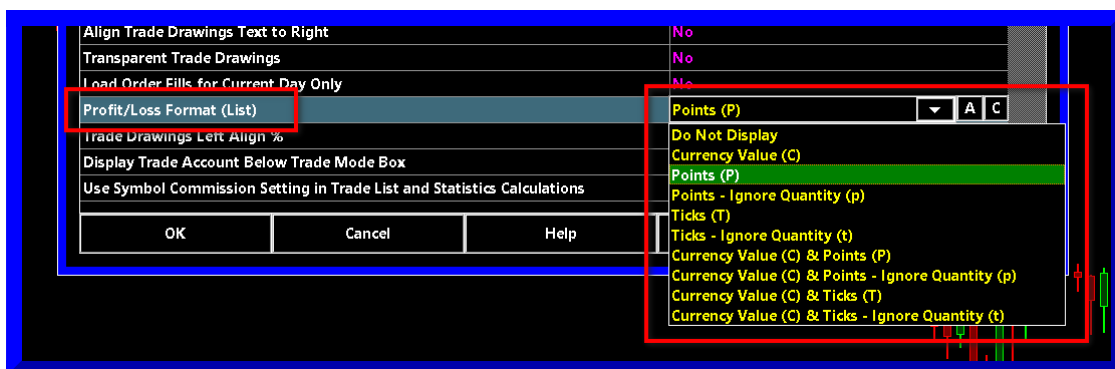 Align Trade Drawings Text to Right No
Transparent Trade Drawings No
Load Order Fills for Current Day Only No
Profit/Loss Format (List) Points (P) A C
Trade Drawings Left Align %
Do Not Display
Display Trade Account Below Trade Mode Box
Currency Value (C)
Points (P)
Use Symbol Commission Setting in Trade List and Statistics Calculations
Points - Ignore Quantity (p)
Ticks (T)
OK Cancel Help
Ticks - Ignore Quantity (t)
Currency Value (C) & Points (P)
Currency Value (C) & Points - Ignore Quantity (p)
Currency Value (C) & Ticks (T)
Currency Value (C) & Ticks - Ignore Quantity (t)